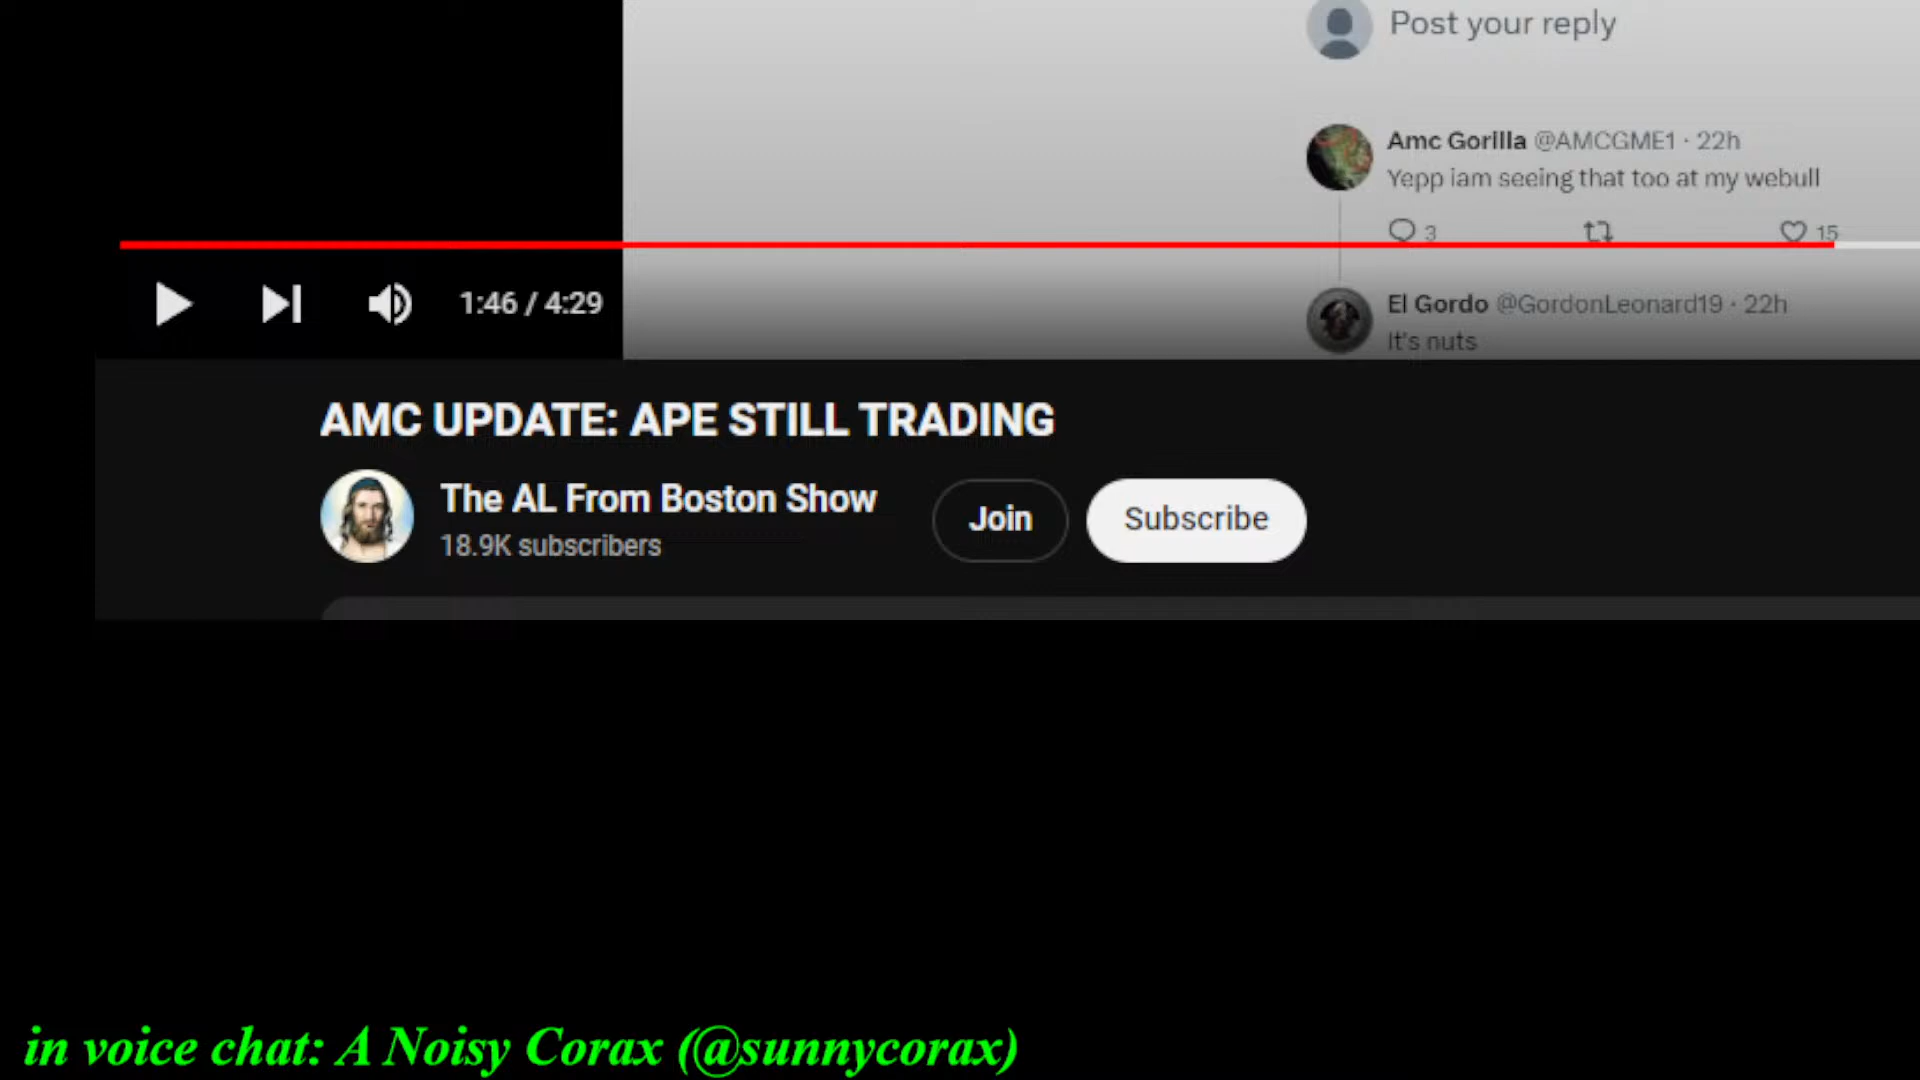 Post your reply
Amc Gorilla @AMCGME1 · 22h
Yepp iam seeing that too at my webull
3 15
1:46 / 4:29
El Gordo @GordonLeonard19 · 22h
It's nuts
AMC UPDATE: APE STILL TRADING
The AL From Boston Show
18.9K subscribers
Join
Subscribe
in voice chat: A Noisy Corax (@sunnycorax)